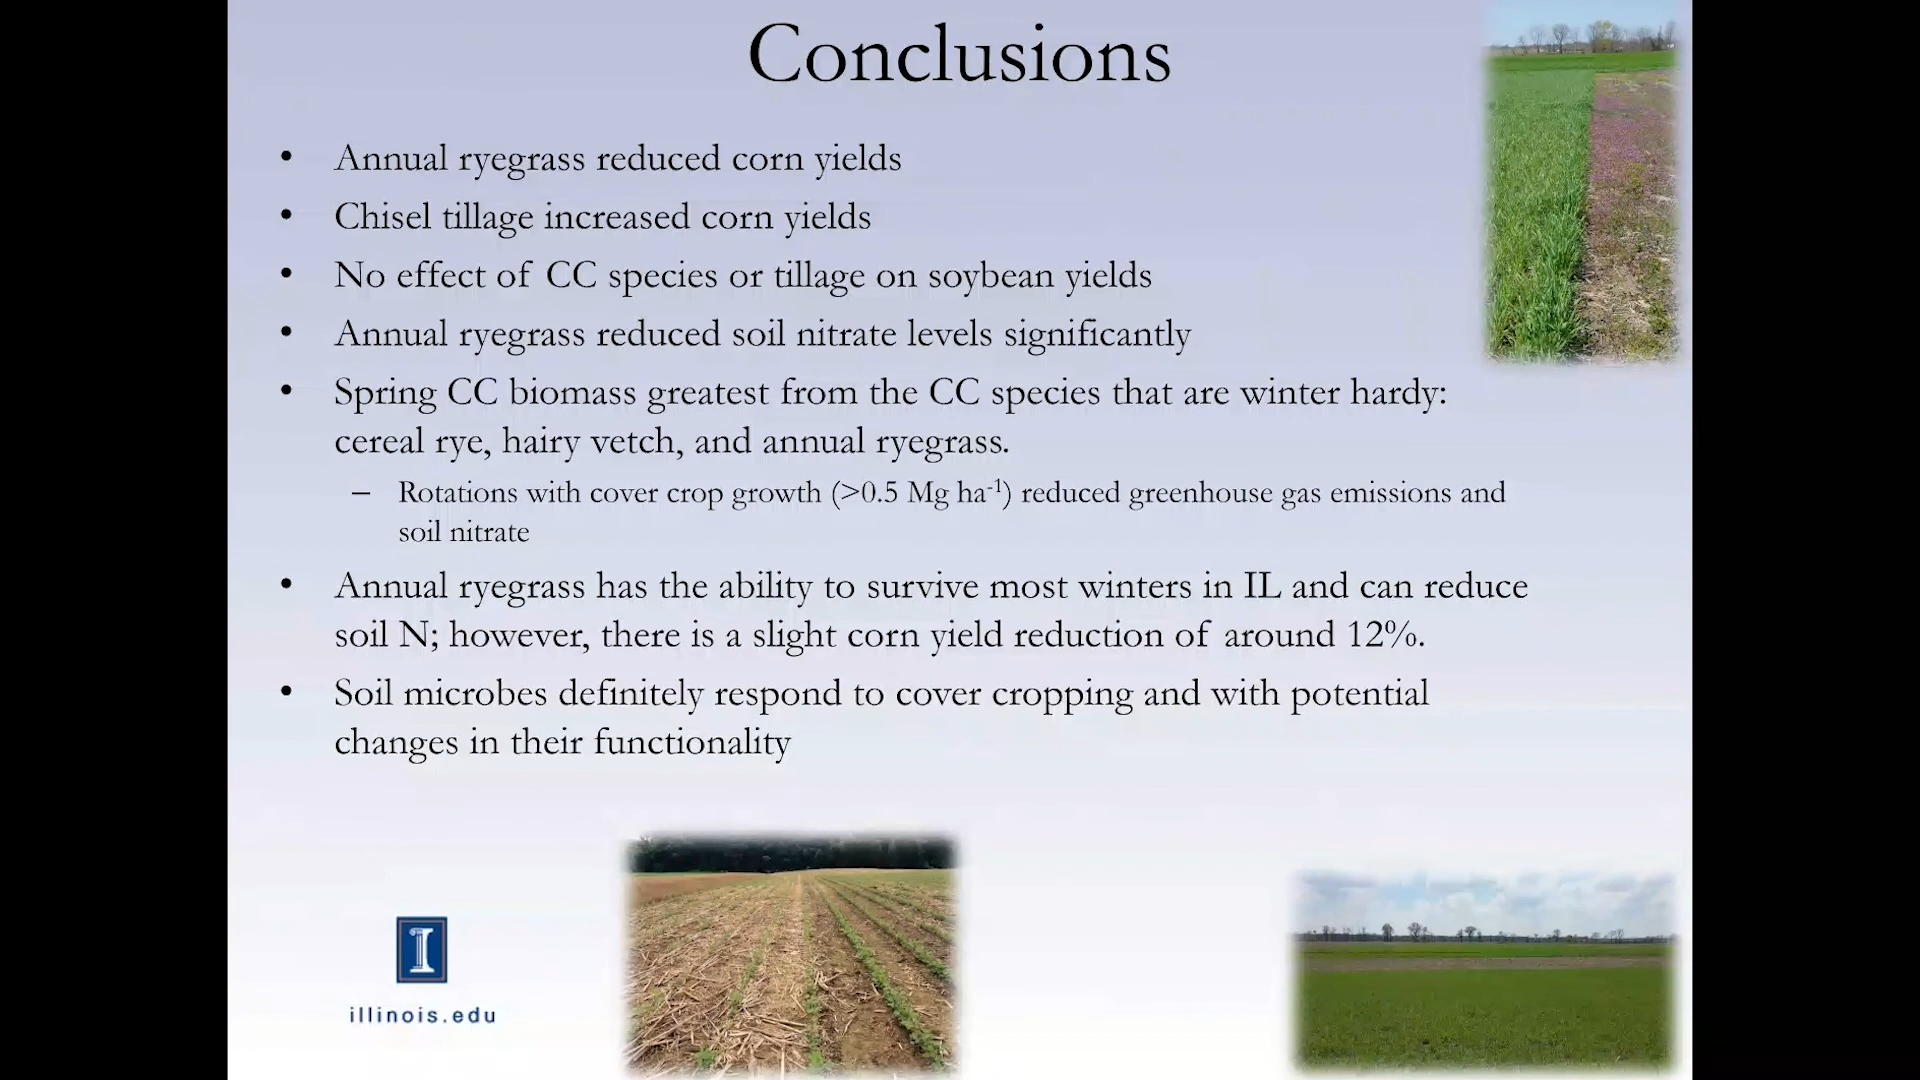 Conclusions
• Annual ryegrass reduced corn yields
• Chisel tillage increased corn yields
• No effect of CC species or tillage on soybean yields
• Annual ryegrass reduced soil nitrate levels significantly
• Spring CC biomass greatest from the CC species that are winter hardy:
cereal rye, hairy vetch, and annual ryegrass.
– Rotations with cover crop growth (>0.5 Mg ha⁻¹) reduced greenhouse gas emissions and
soil nitrate
• Annual ryegrass has the ability to survive most winters in IL and can reduce
soil N; however, there is a slight corn yield reduction of around 12%.
• Soil microbes definitely respond to cover cropping and with potential
changes in their functionality
I
illinois.edu